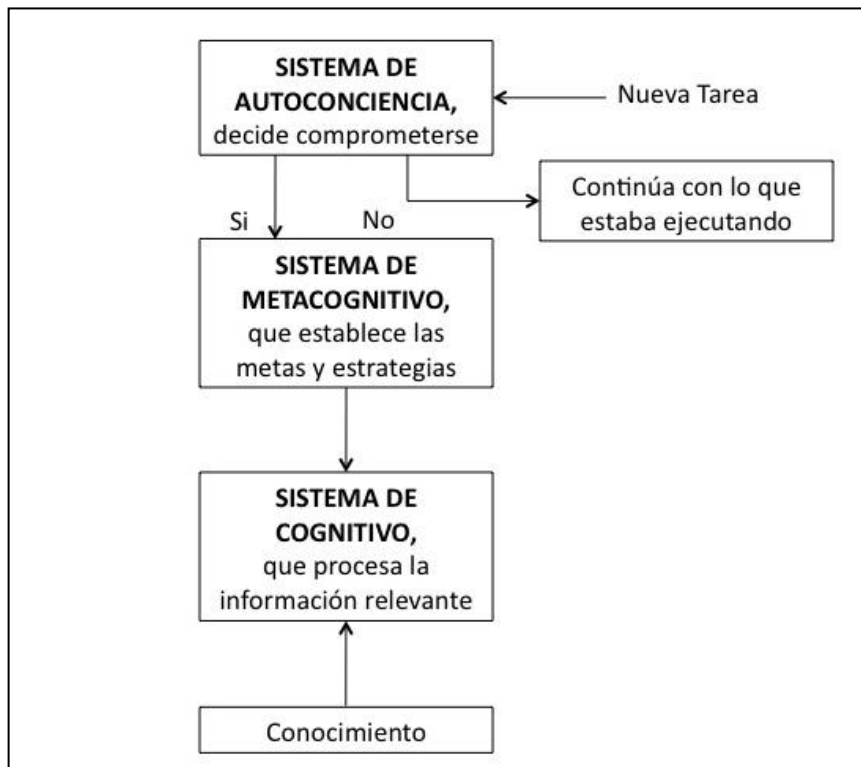 SISTEMA DE
AUTOCONCIENCIA,
decide comprometerse
Nueva Tarea
Continúa con lo que
estaba ejecutando
Si
No
SISTEMA DE
METACOGNITIVO,
que establece las
metas y estrategias
SISTEMA DE
COGNITIVO,
que procesa la
información relevante
Conocimiento